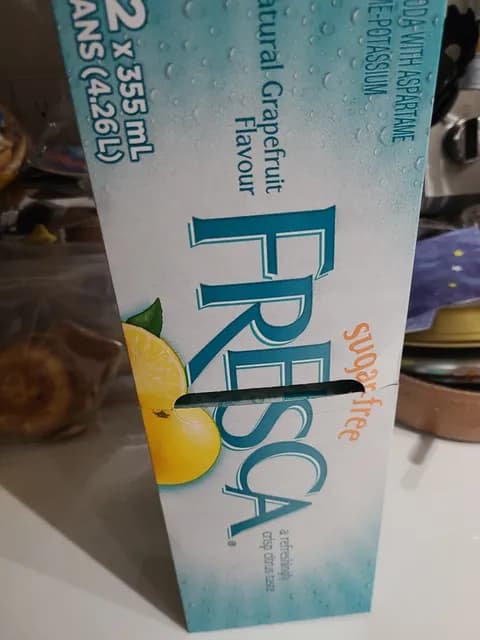 ODA WITH ASPARTAME
E-POTASSIUM
atural Grapefruit
Flavour
sugar free
FRESCA®
a refreshingly
crisp citrus taste
2 x 355 mL
ANS (4.26L)